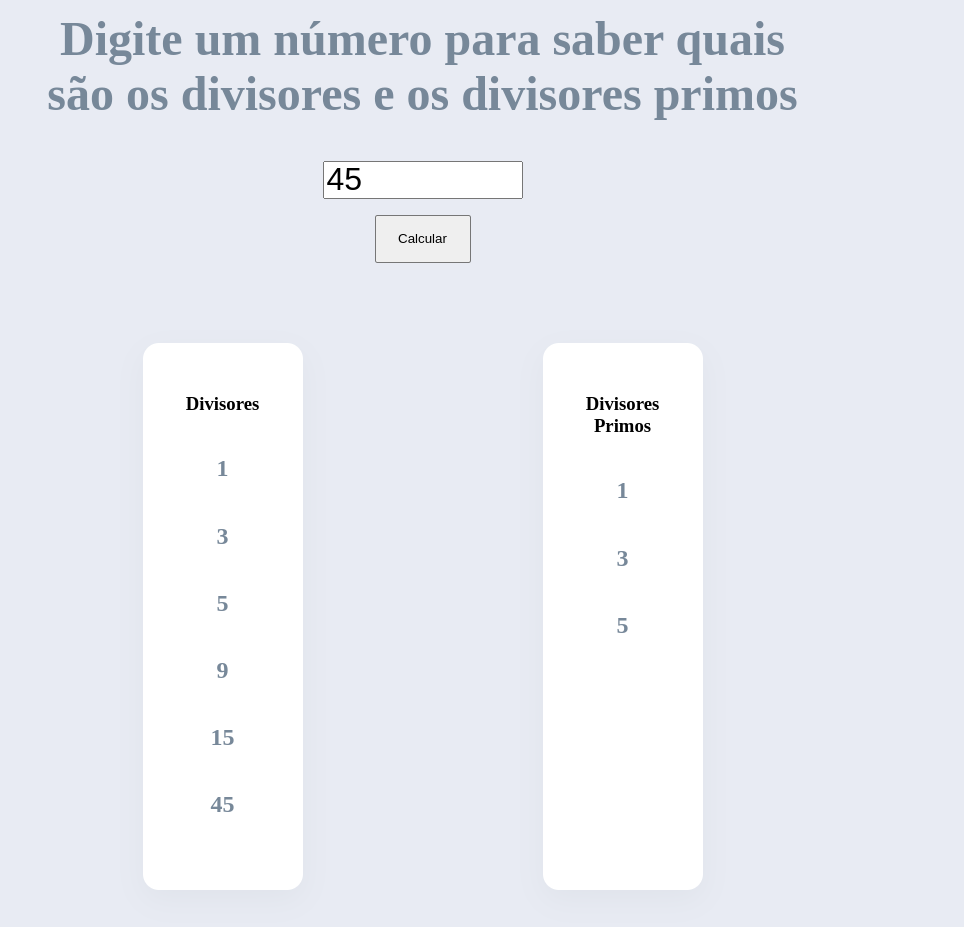 Digite um número para saber quais
são os divisores e os divisores primos
45
Calcular
Divisores
1
3
5
9
15
45
Divisores
Primos
1
3
5